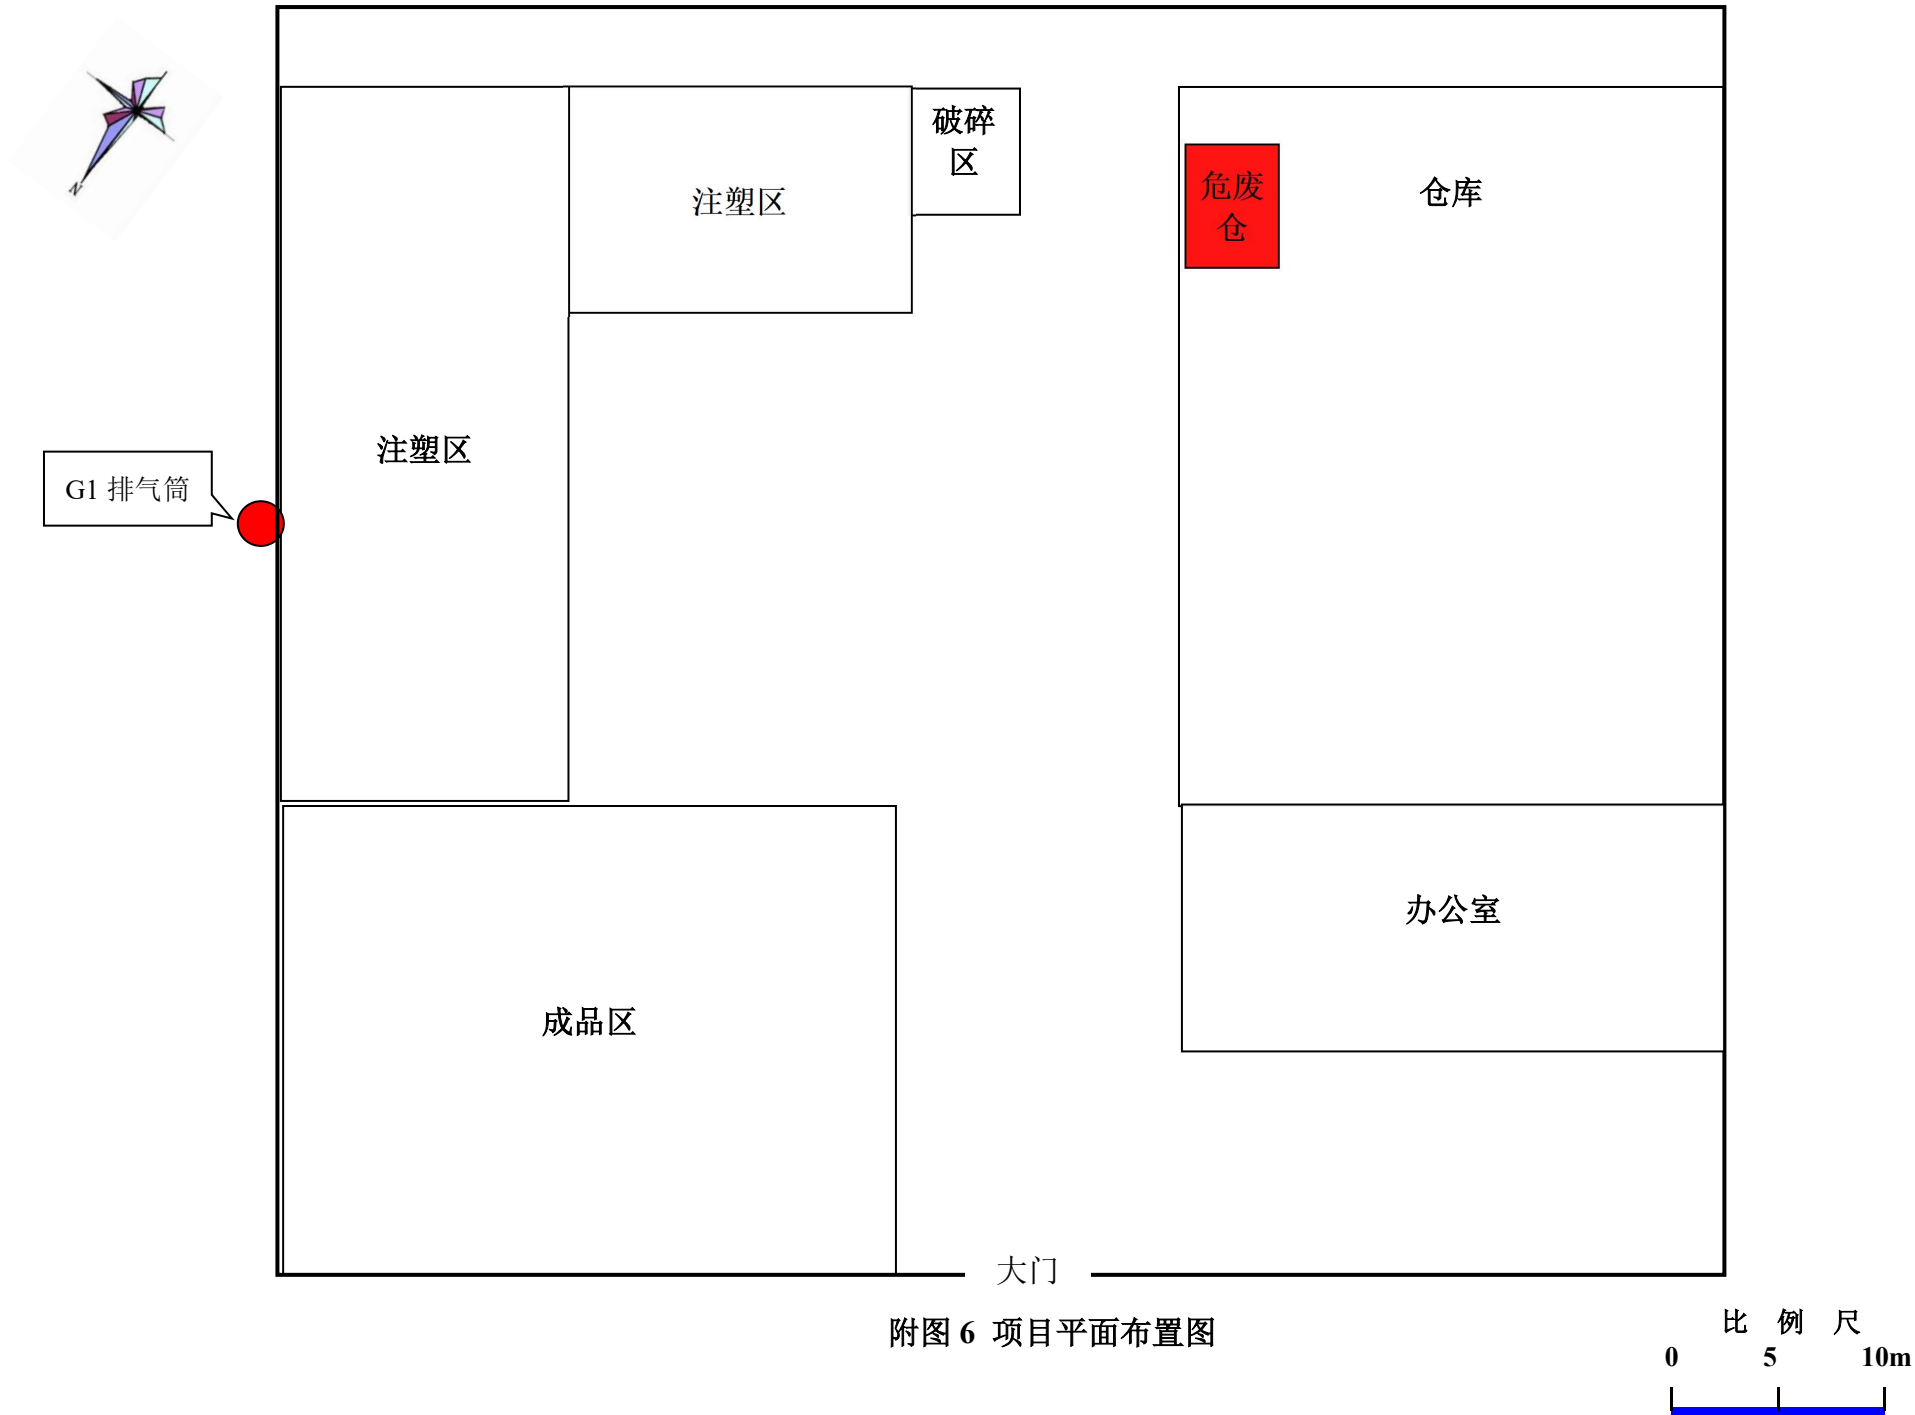 破碎
区
注塑区
危废
仓
仓库
N
注塑区
G1 排气筒
办公室
成品区
大门
附图 6 项目平面布置图
比 例 尺
0 5 10m